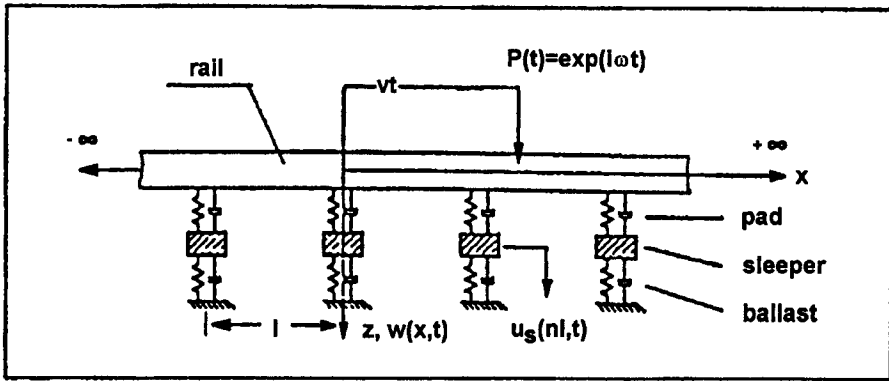 P(t)=exp(iωt)
rail
vt
- ∞
+ ∞
x
pad
sleeper
ballast
l
z, w(x,t)
u_s(nl,t)